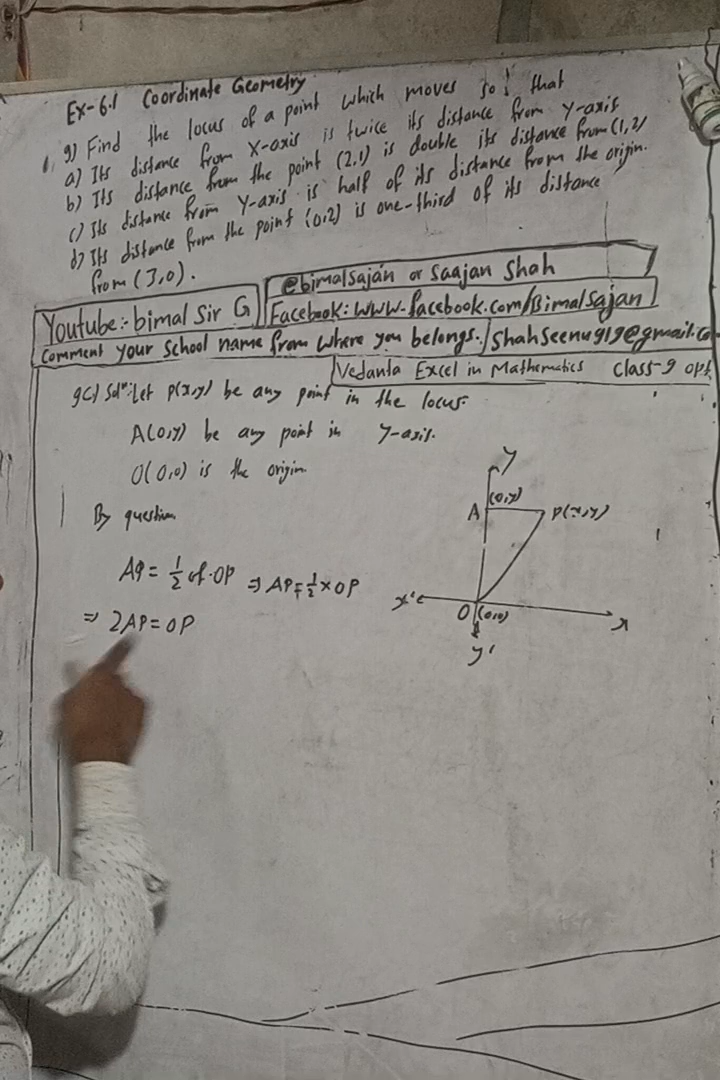 Ex-6.1 Coordinate Geometry
g) Find the locus of a point which moves so that
a) Its distance from X-axis is twice its distance from Y-axis
b) Its distance from the point (2,1) is double its distance from (1,2)
c) Its distance from Y-axis is half of its distance from the origin.
d) Its distance from the point (0,2) is one-third of its distance
from (3,0).
@bimalsajan or Saajan Shah
Youtube:- bimal Sir G
Facebook: www.facebook.com/Bimalsajan
Comment your School name from where you belongs.
Shahseenu919@gmail.co
Vedanta Excel in Mathematics class-9 opt
9c) Solⁿ: Let P(x,y) be any point in the locus.
A(0,y) be any point in Y-axis.
O(0,0) is the origin.
By question
AP = 1/2 of OP ⇒ AP = 1/2 × OP
⇒ 2AP = OP
y
A (0,y) P(x,y)
x' O (0,0) x
y'